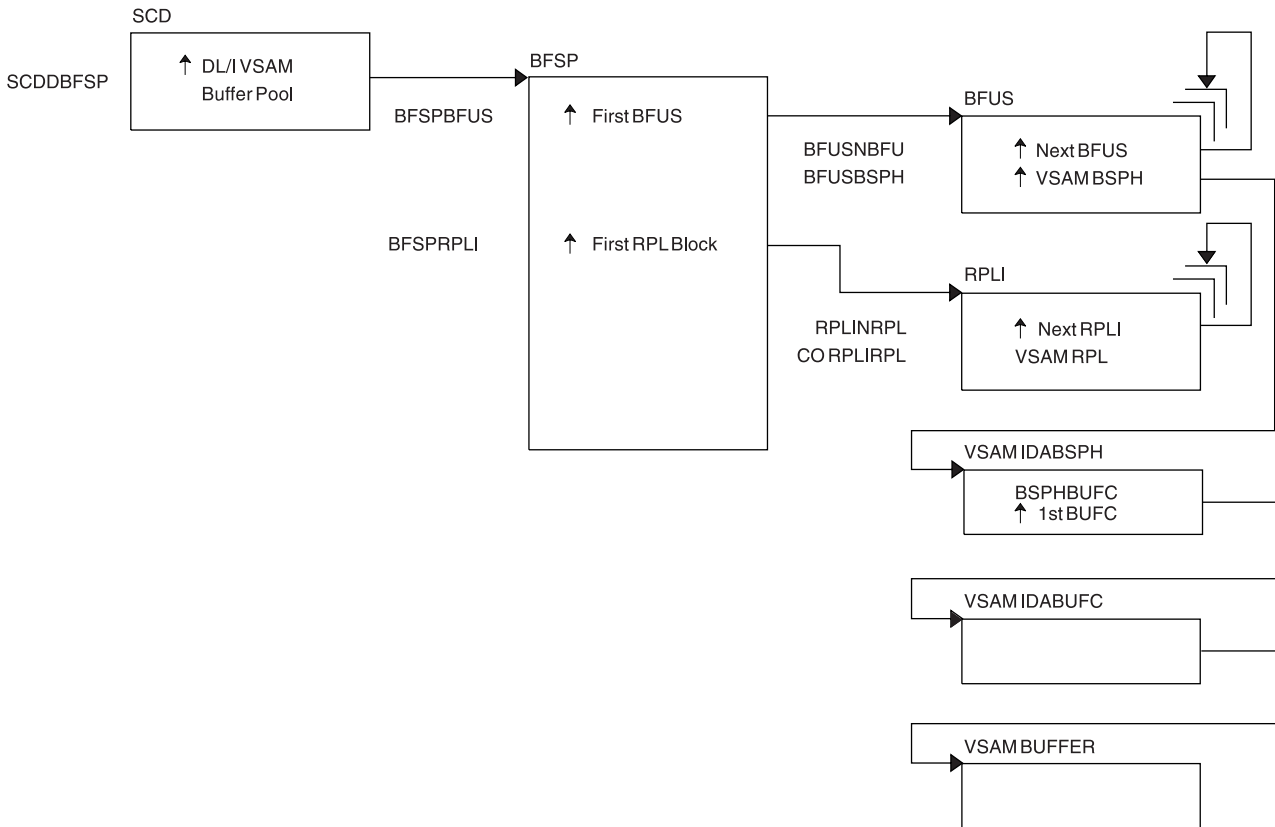 SCD
SCDDBFSP
↑ DL/I VSAM
Buffer Pool
BFSP
BFSPBFUS
↑ First BFUS
BFUS
BFUSNBFU
↑ Next BFUS
BFUSBSPH
↑ VSAM BSPH
BFSPRPLI
↑ First RPL Block
RPLI
RPLINRPL
↑ Next RPLI
CO RPLIRPL
VSAM RPL
VSAM IDABSPH
BSPHBUFC
↑ 1st BUFC
VSAM IDABUFC
VSAM BUFFER